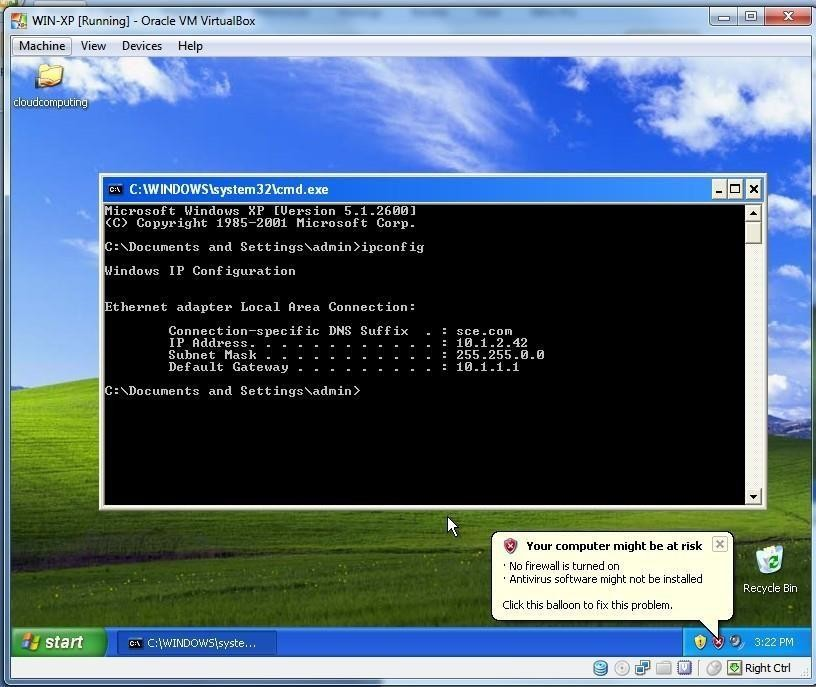 WIN-XP [Running] - Oracle VM VirtualBox
Machine View Devices Help
cloudcomputing
C:\WINDOWS\system32\cmd.exe
Microsoft Windows XP [Version 5.1.2600]
(C) Copyright 1985-2001 Microsoft Corp.
C:\Documents and Settings\admin>ipconfig
Windows IP Configuration
Ethernet adapter Local Area Connection:
Connection-specific DNS Suffix . : sce.com
IP Address. . . . . . . . . . . . : 10.1.2.42
Subnet Mask . . . . . . . . . . . : 255.255.0.0
Default Gateway . . . . . . . . . : 10.1.1.1
C:\Documents and Settings\admin>
Your computer might be at risk
· No firewall is turned on
· Antivirus software might not be installed
Click this balloon to fix this problem.
Recycle Bin
start
C:\WINDOWS\syste...
3:22 PM
Right Ctrl